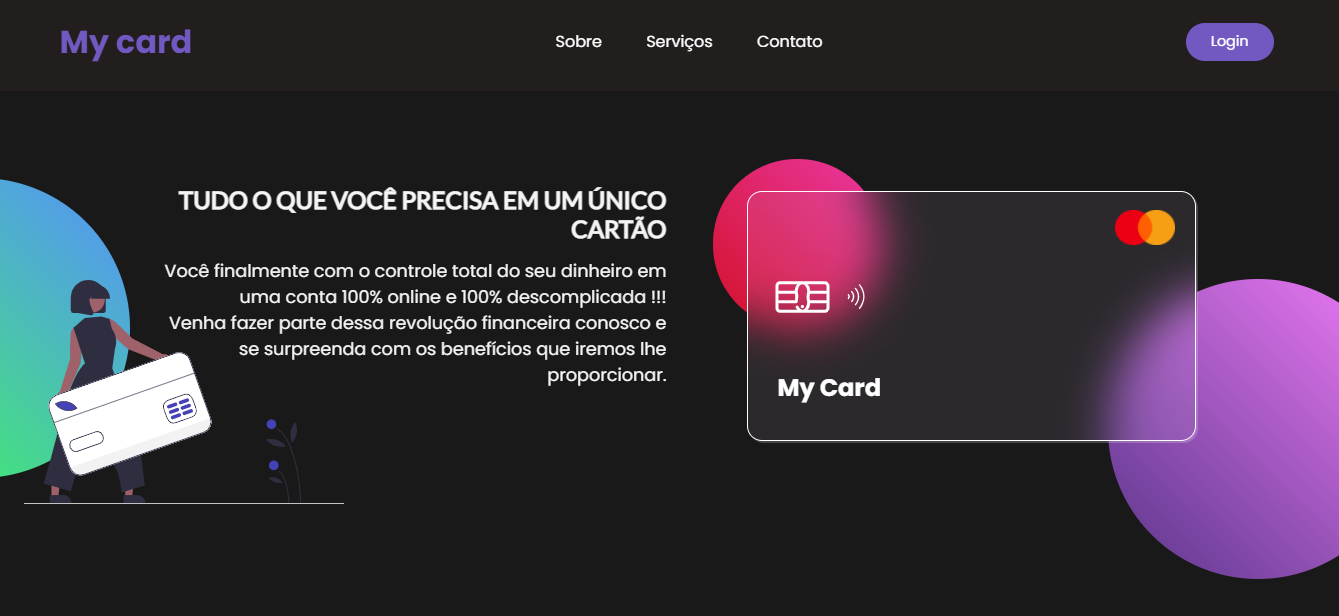 My card
Sobre
Serviços
Contato
Login
TUDO O QUE VOCÊ PRECISA EM UM ÚNICO
CARTÃO
Você finalmente com o controle total do seu dinheiro em
uma conta 100% online e 100% descomplicada !!!
Venha fazer parte dessa revolução financeira conosco e
se surpreenda com os benefícios que iremos lhe
proporcionar.
My Card